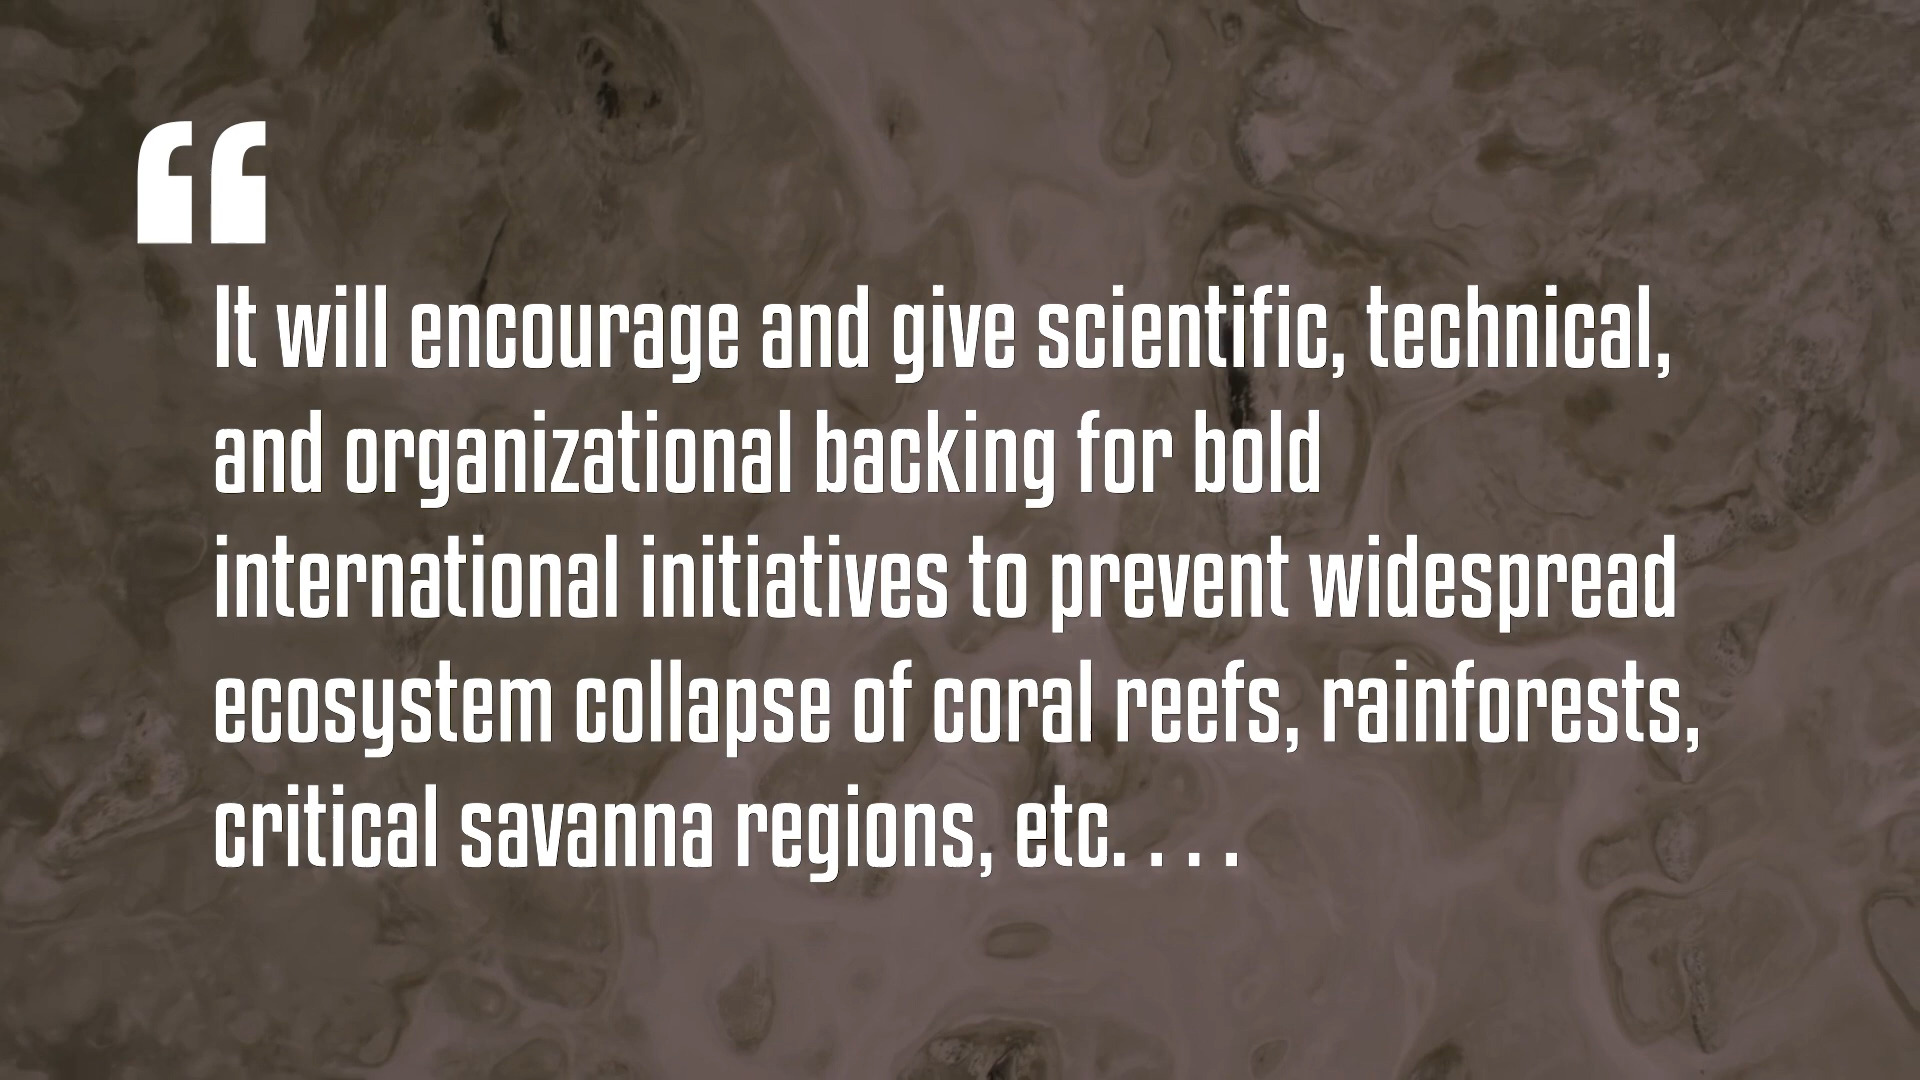 “
It will encourage and give scientific, technical,
and organizational backing for bold
international initiatives to prevent widespread
ecosystem collapse of coral reefs, rainforests,
critical savanna regions, etc. . . .